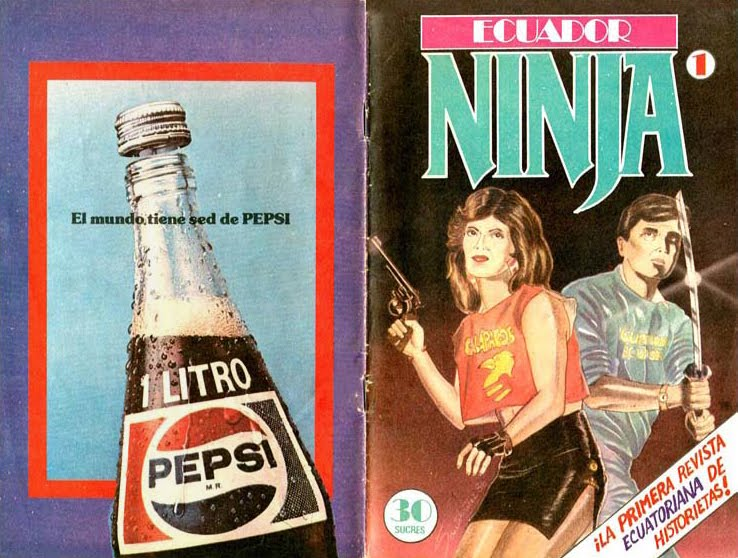 El mundo tiene sed de PEPSI
1 LITRO
PEPSI
M.R.
ECUADOR
NINJA
1
GALAPAGOS
30
SUCRES
¡LA PRIMERA REVISTA
ECUATORIANA DE
HISTORIETAS!